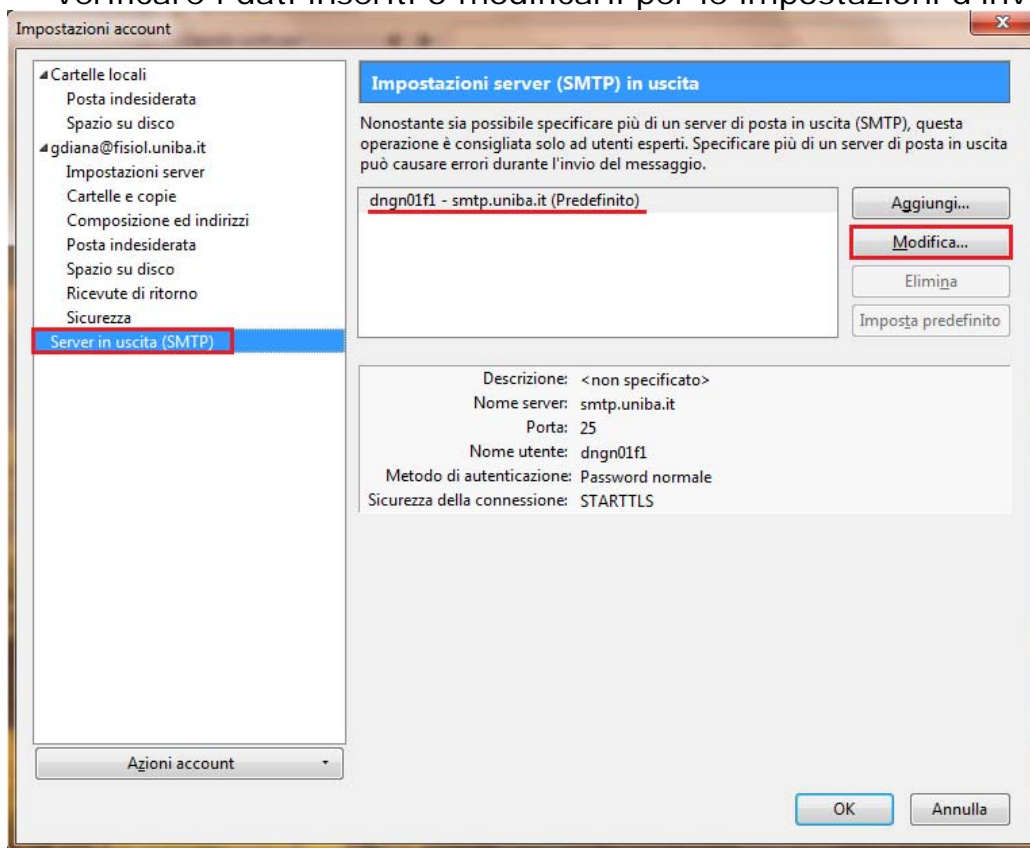 verificare i dati inseriti e modificarli per le impostazioni d'inv
Impostazioni account
Cartelle locali
Posta indesiderata
Spazio su disco
gdiana@fisiol.uniba.it
Impostazioni server
Cartelle e copie
Composizione ed indirizzi
Posta indesiderata
Spazio su disco
Ricevute di ritorno
Sicurezza
Server in uscita (SMTP)
Azioni account
Impostazioni server (SMTP) in uscita
Nonostante sia possibile specificare più di un server di posta in uscita (SMTP), questa
operazione è consigliata solo ad utenti esperti. Specificare più di un server di posta in uscita
può causare errori durante l'invio del messaggio.
dngn01f1 - smtp.uniba.it (Predefinito)
Aggiungi...
Modifica...
Elimina
Imposta predefinito
Descrizione: <non specificato>
Nome server: smtp.uniba.it
Porta: 25
Nome utente: dngn01f1
Metodo di autenticazione: Password normale
Sicurezza della connessione: STARTTLS
OK
Annulla